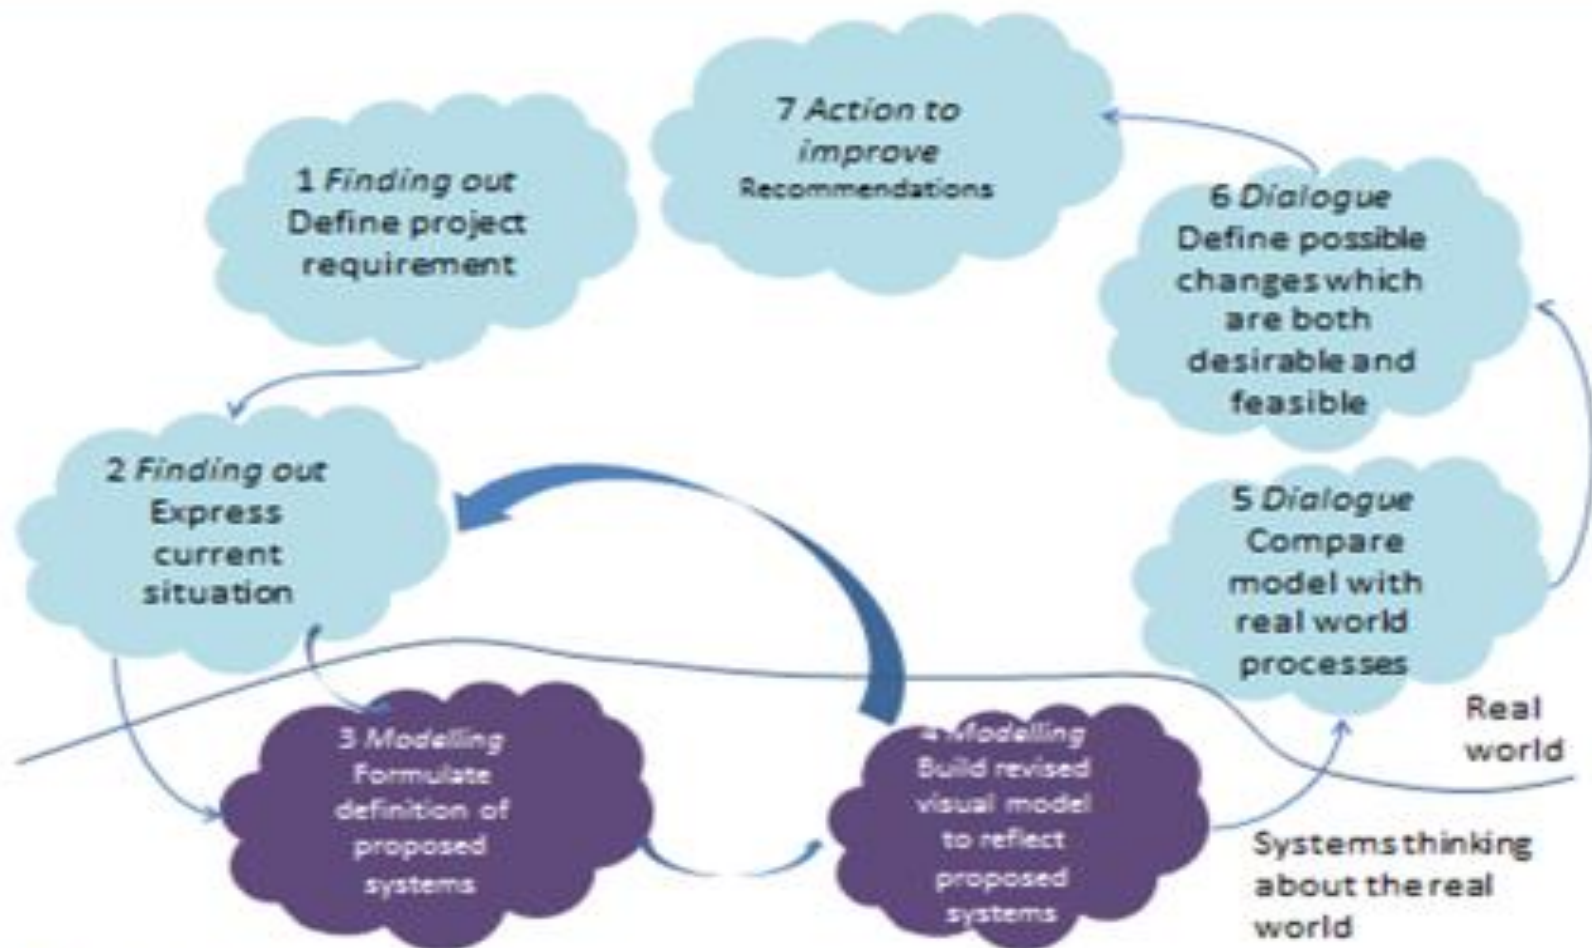 1 Finding out
Define project
requirement
2 Finding out
Express
current
situation
3 Modelling
Formulate
definition of
proposed
systems
4 Modelling
Build revised
visual model
to reflect
proposed
systems
5 Dialogue
Compare
model with
real world
processes
6 Dialogue
Define possible
changes which
are both
desirable and
feasible
7 Action to
improve
Recommendations
Real
world
Systems thinking
about the real
world